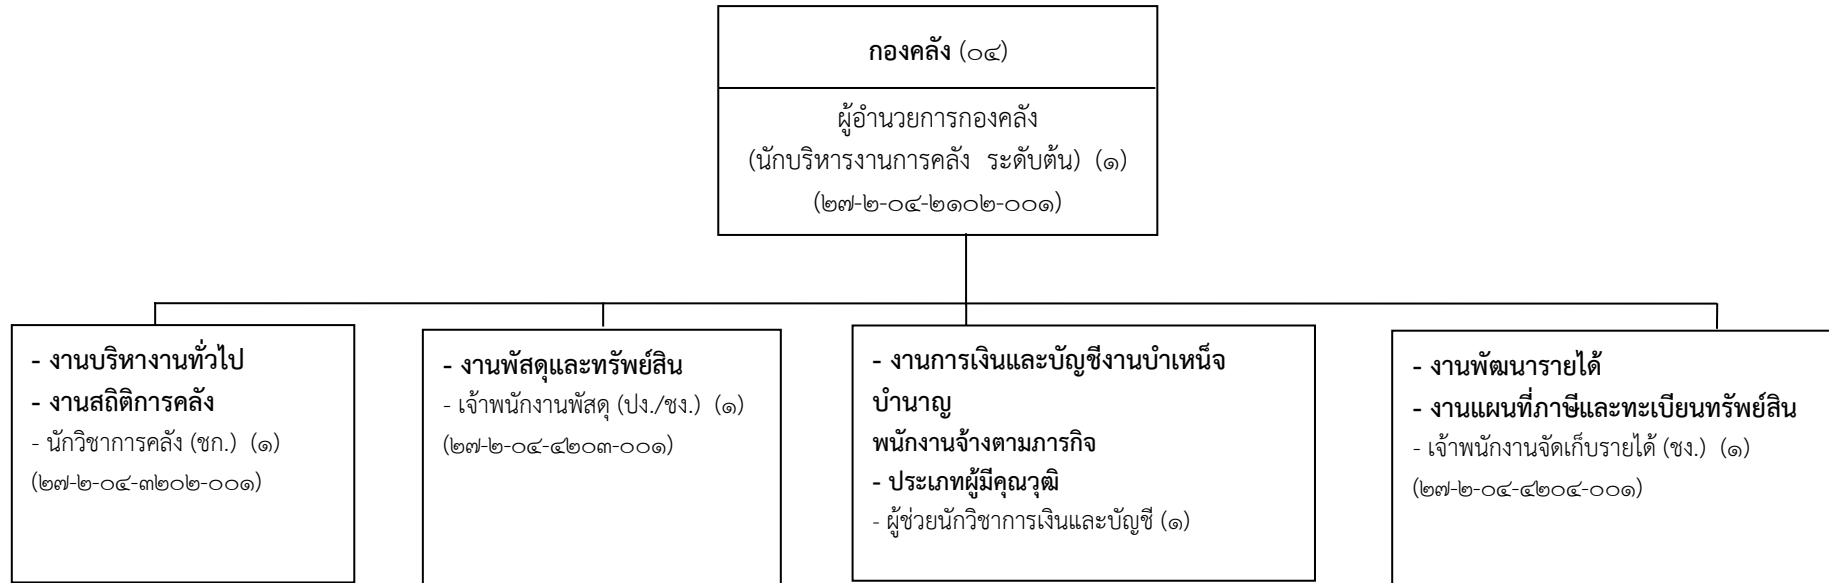 กองคลัง (๐๔)
ผู้อำนวยการกองคลัง
(นักบริหารงานการคลัง ระดับต้น) (๑)
(๒๗-๒-๐๔-๒๑๐๒-๐๐๑)
- งานบริหางานทั่วไป
- งานสถิติการคลัง
- นักวิชาการคลัง (ชก.) (๑)
(๒๗-๒-๐๔-๓๒๐๒-๐๐๑)
- งานพัสดุและทรัพย์สิน
- เจ้าพนักงานพัสดุ (ปง./ชง.) (๑)
(๒๗-๒-๐๔-๔๒๐๓-๐๐๑)
- งานการเงินและบัญชีงานบำเหน็จ
บำนาญ
พนักงานจ้างตามภารกิจ
- ประเภทผู้มีคุณวุฒิ
- ผู้ช่วยนักวิชาการเงินและบัญชี (๑)
- งานพัฒนารายได้
- งานแผนที่ภาษีและทะเบียนทรัพย์สิน
- เจ้าพนักงานจัดเก็บรายได้ (ชง.) (๑)
(๒๗-๒-๐๔-๔๒๐๔-๐๐๑)